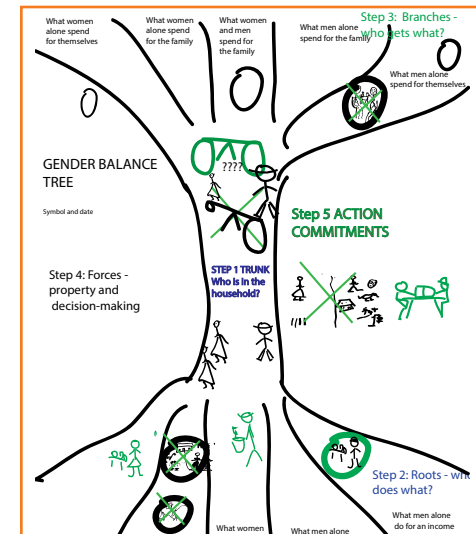 What women
alone spend
for themselves
What women
alone spend
for the family
What women
and men
spend for
the family
What men alone
spend for the family
Step 3: Branches -
who gets what?
What men alone
spend for themselves
????
GENDER BALANCE
TREE
Symbol and date
Step 5 ACTION
COMMITMENTS
STEP 1 TRUNK
Who is in the
household?
Step 4: Forces -
property and
decision-making
Step 2: Roots - who
does what?
What women
What men alone
What men alone
do for an income